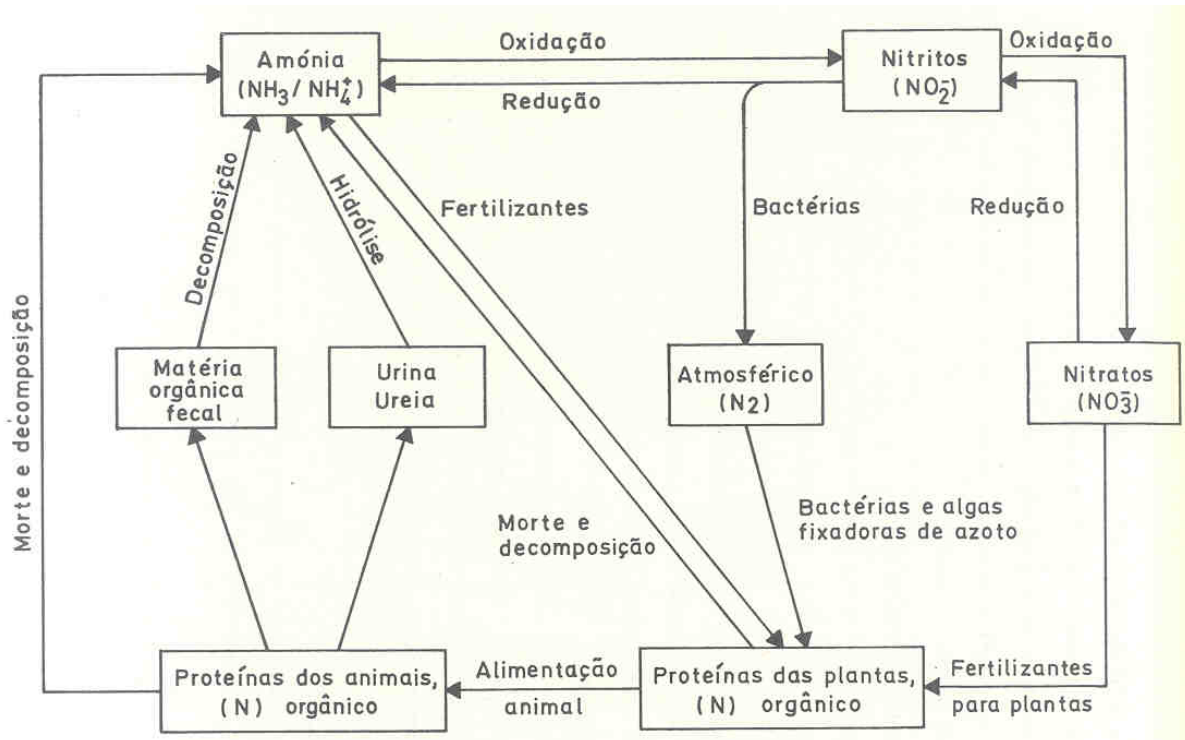 Amónia
(NH₃ / NH₄⁺)
Oxidação
Redução
Nitritos
(NO₂⁻)
Oxidação
Decomposição
Hidrólise
Fertilizantes
Bactérias
Redução
Morte e decomposição
Matéria
orgânica
fecal
Urina
Ureia
Atmosférico
(N₂)
Nitratos
(NO₃⁻)
Morte e
decomposição
Bactérias e algas
fixadoras de azoto
Proteínas dos animais,
(N) orgânico
Alimentação
animal
Proteínas das plantas,
(N) orgânico
Fertilizantes
para plantas